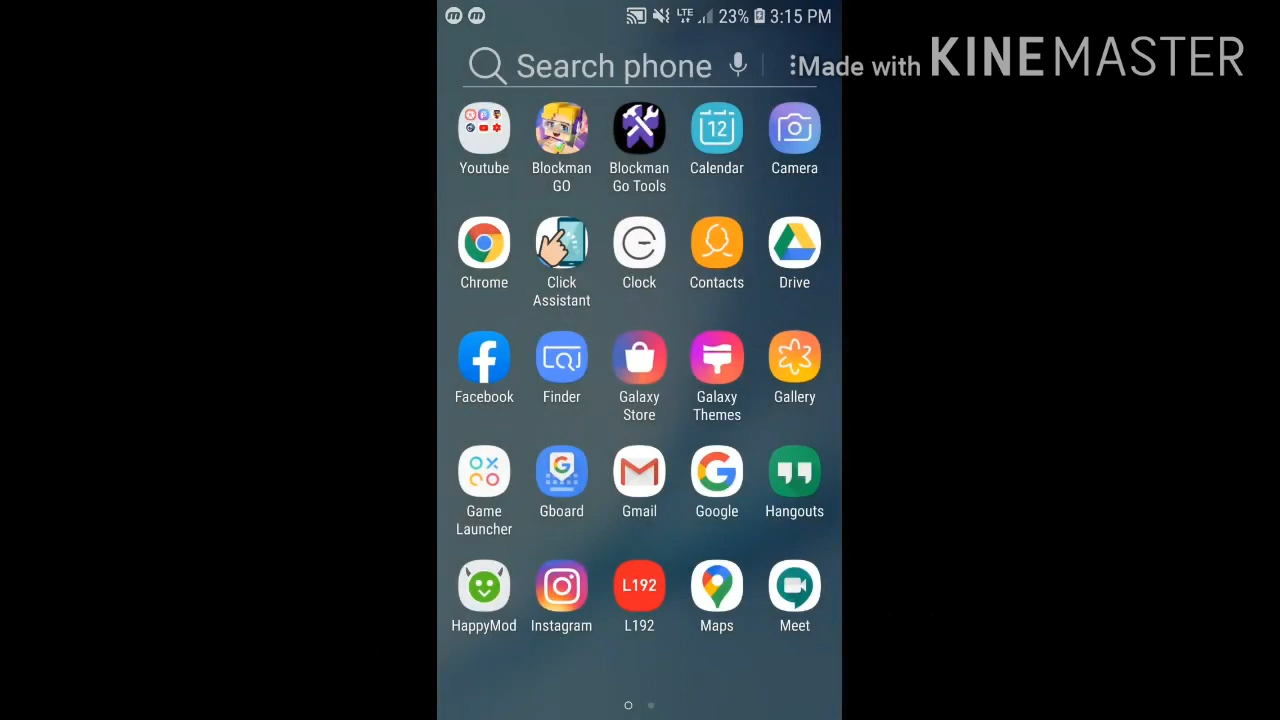 LTE 23% 3:15 PM
Search phone
Made with KINEMASTER
Youtube
Blockman
GO
Blockman
Go Tools
12
Calendar
Camera
Chrome
Click
Assistant
Clock
Contacts
Drive
Facebook
Finder
Galaxy
Store
Galaxy
Themes
Gallery
Game
Launcher
Gboard
Gmail
Google
Hangouts
HappyMod
Instagram
L192
L192
Maps
Meet